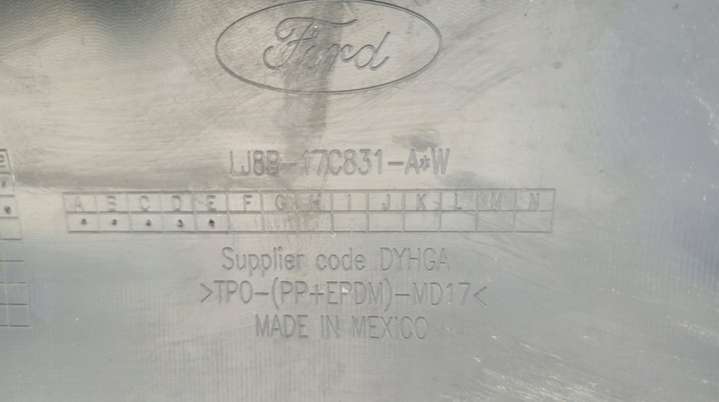 Ford
LJ8B-17C831-A*W
A B C D E F G H I J K L M N
Supplier code DYHGA
>TPO-(PP+EPDM)-MD17<
MADE IN MEXICO